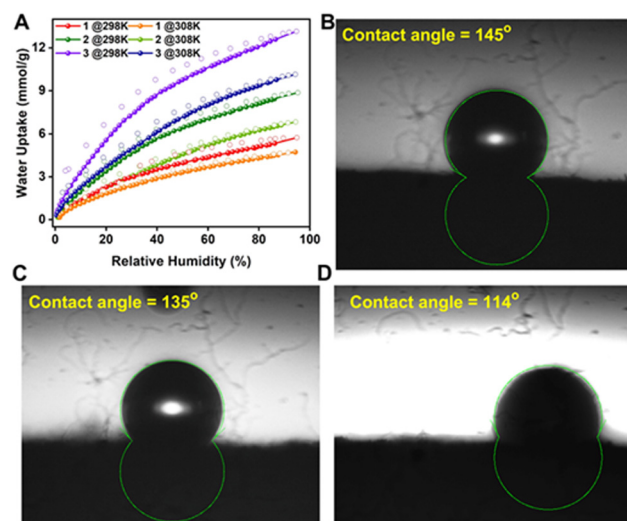 A
1 @298K 1 @308K
2 @298K 2 @308K
3 @298K 3 @308K
Water Uptake (mmol/g)
12
9
6
3
0
0 20 40 60 80 100
Relative Humidity (%)
B
Contact angle = 145°
C
Contact angle = 135°
D
Contact angle = 114°